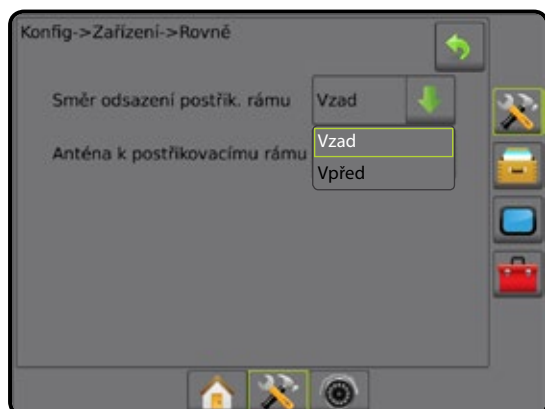 Konfig->Zařízení->Rovně
Směr odsazení postřik. rámu Vzad
Vzad
Anténa k postřikovacímu rámu
Vpřed